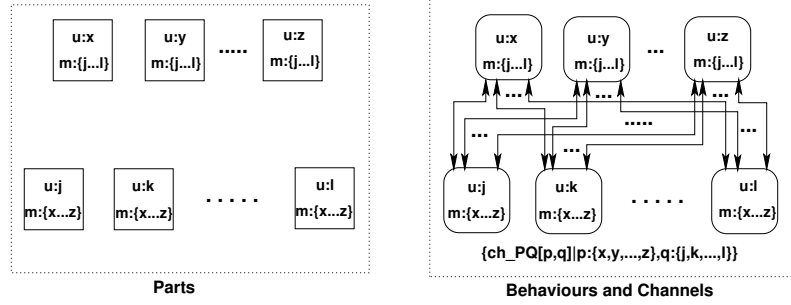 u:x
m:{j...l}
u:y
m:{j...l}
.....
u:z
m:{j...l}
u:j
m:{x...z}
u:k
m:{x...z}
. . . . .
u:l
m:{x...z}
Parts
u:x
m:{j...l}
u:y
m:{j...l}
...
u:z
m:{j...l}
...
...
...
...
.....
...
...
u:j
m:{x...z}
u:k
m:{x...z}
. . . . .
u:l
m:{x...z}
{ch_PQ[p,q]|p:{x,y,...,z},q:{j,k,...,l}}
Behaviours and Channels